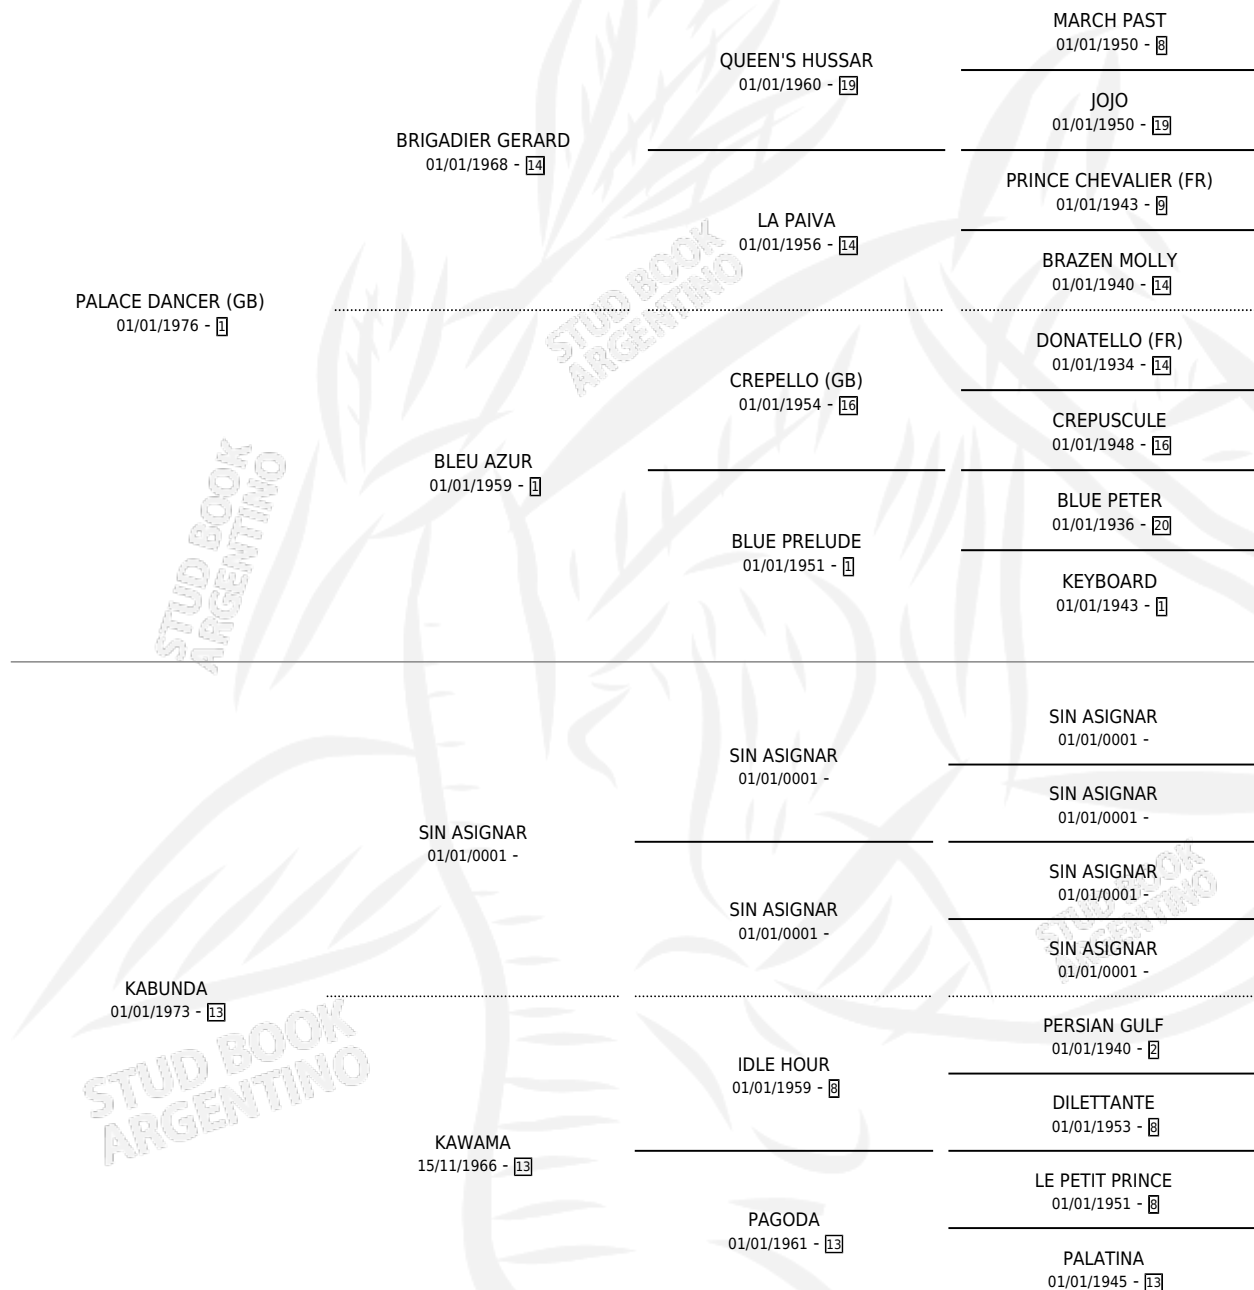 MARCH PAST
01/01/1950 - 8
QUEEN'S HUSSAR
01/01/1960 - 19
JOJO
01/01/1950 - 19
BRIGADIER GERARD
01/01/1968 - 14
PRINCE CHEVALIER (FR)
01/01/1943 - 9
LA PAIVA
01/01/1956 - 14
BRAZEN MOLLY
01/01/1940 - 14
PALACE DANCER (GB)
01/01/1976 - 1
DONATELLO (FR)
01/01/1934 - 14
CREPELLO (GB)
01/01/1954 - 16
CREPUSCULE
01/01/1948 - 16
BLEU AZUR
01/01/1959 - 1
BLUE PETER
01/01/1936 - 20
BLUE PRELUDE
01/01/1951 - 1
KEYBOARD
01/01/1943 - 1
SIN ASIGNAR
01/01/0001 -
SIN ASIGNAR
01/01/0001 -
SIN ASIGNAR
01/01/0001 -
SIN ASIGNAR
01/01/0001 -
SIN ASIGNAR
01/01/0001 -
SIN ASIGNAR
01/01/0001 -
SIN ASIGNAR
01/01/0001 -
KABUNDA
01/01/1973 - 13
PERSIAN GULF
01/01/1940 - 2
IDLE HOUR
01/01/1959 - 8
DILETTANTE
01/01/1953 - 8
KAWAMA
15/11/1966 - 13
LE PETIT PRINCE
01/01/1951 - 8
PAGODA
01/01/1961 - 13
PALATINA
01/01/1945 - 13
STUD BOOK
ARGENTINO
STUD BOOK
ARGENTINO
STUD BOOK
ARGENTINO
STUD BOOK
ARGENTINO